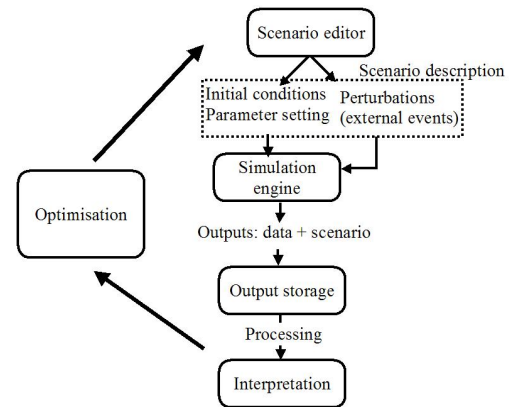 Scenario editor
Scenario description
Initial conditions
Parameter setting
Perturbations
(external events)
Simulation
engine
Optimisation
Outputs: data + scenario
Output storage
Processing
Interpretation